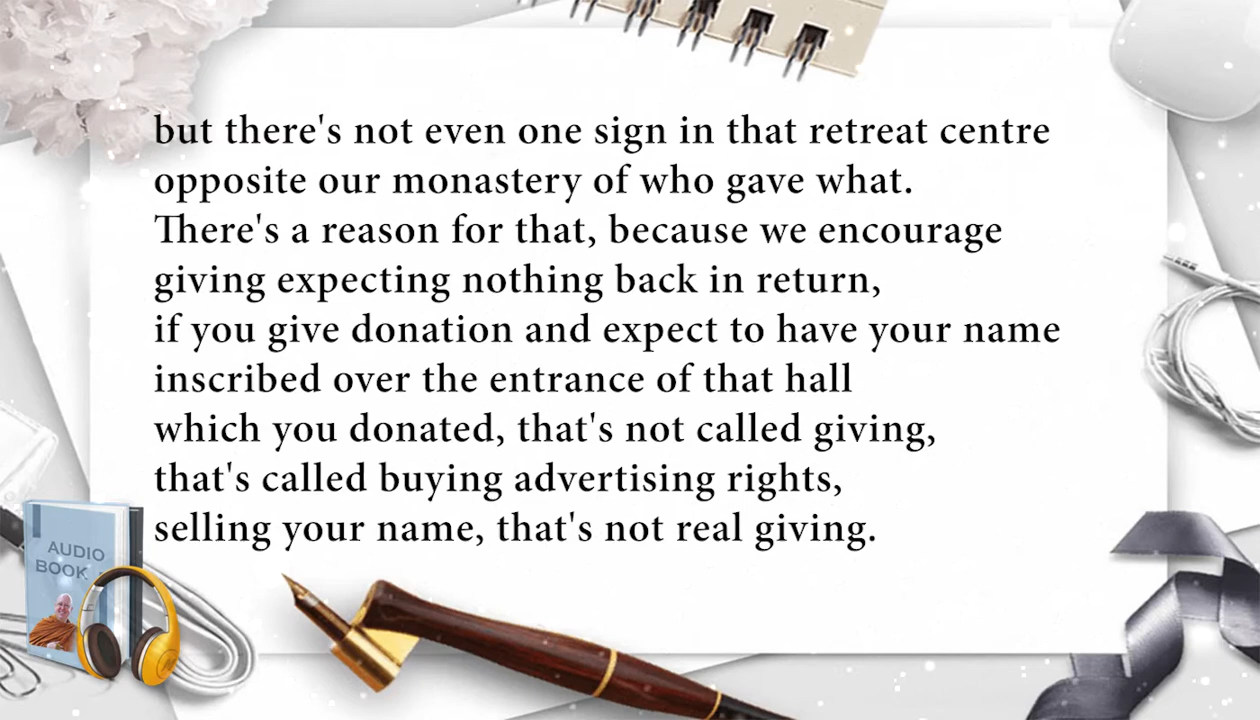 but there's not even one sign in that retreat centre
opposite our monastery of who gave what.
There's a reason for that, because we encourage
giving expecting nothing back in return,
if you give donation and expect to have your name
inscribed over the entrance of that hall
which you donated, that's not called giving,
that's called buying advertising rights,
selling your name, that's not real giving.
AUDIO
BOOK